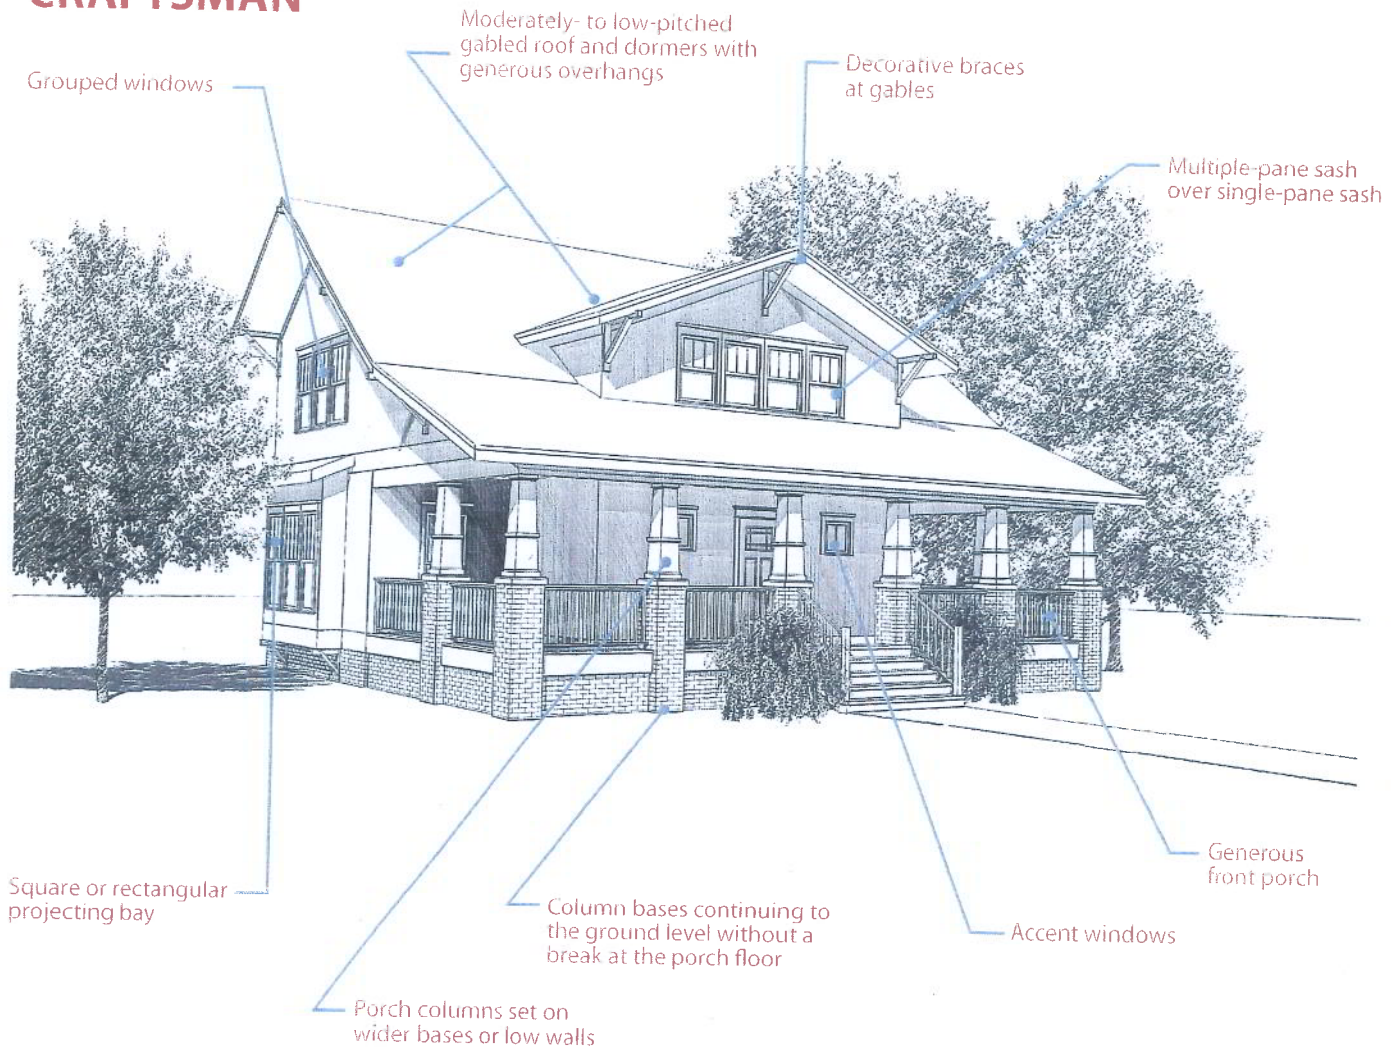 CRAFTSMAN
Moderately- to low-pitched
gabled roof and dormers with
generous overhangs
Decorative braces
at gables
Grouped windows
Multiple-pane sash
over single-pane sash
Square or rectangular
projecting bay
Column bases continuing to
the ground level without a
break at the porch floor
Porch columns set on
wider bases or low walls
Accent windows
Generous
front porch